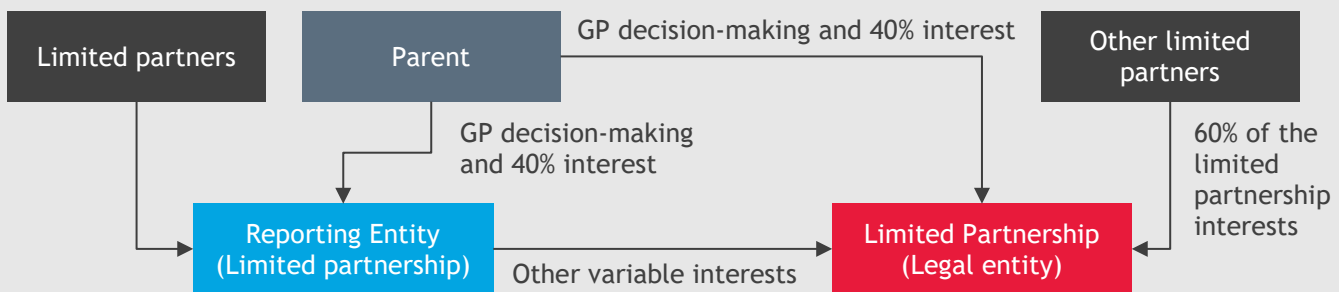 GP decision-making and 40% interest
Limited partners
Parent
Other limited
partners
GP decision-making
and 40% interest
60% of the
limited
partnership
interests
Reporting Entity
(Limited partnership)
Other variable interests
Limited Partnership
(Legal entity)